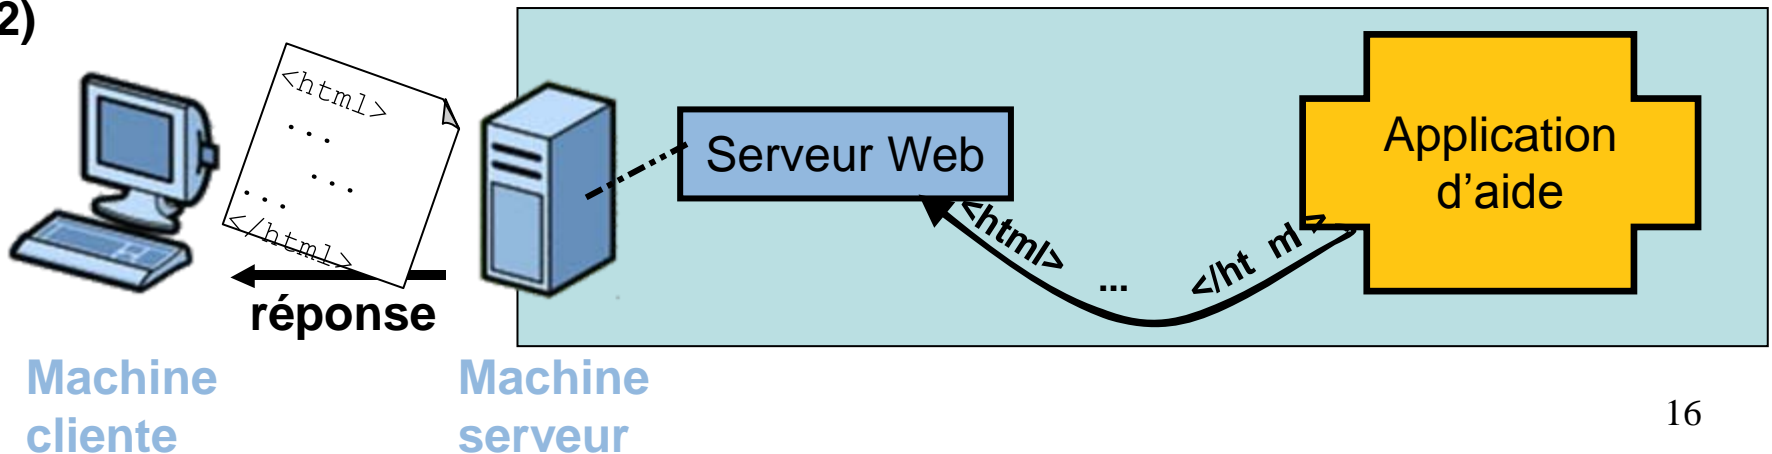 2)
<html>
...
...
...
</html>
réponse
Machine
cliente
Machine
serveur
Serveur Web
<html> ... </ht ml >
Application
d’aide
16